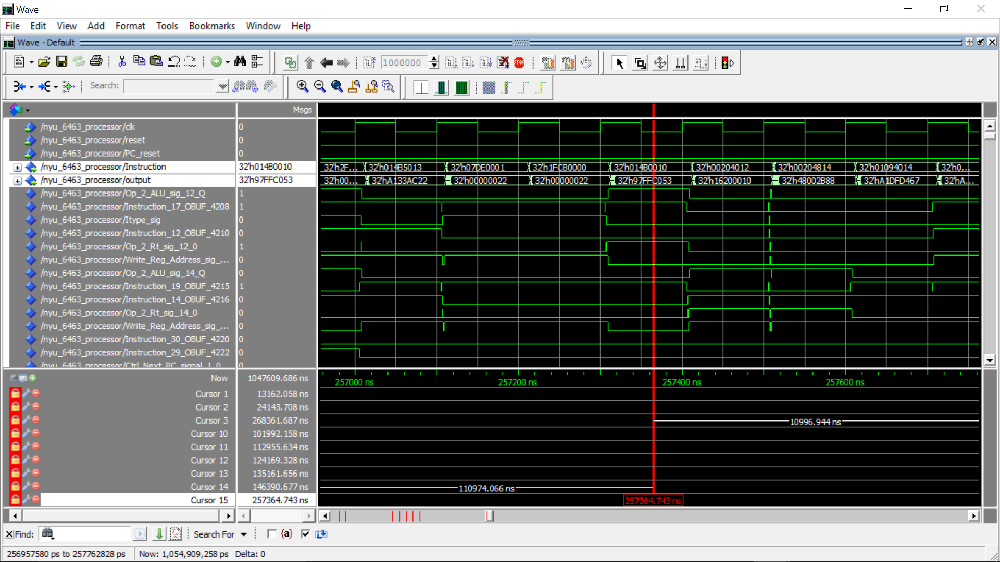 Wave
File Edit View Add Format Tools Bookmarks Window Help
Wave - Default
1000000
STOP
Search:
Msgs
/nyu_6463_processor/clk 0
/nyu_6463_processor/reset 0
/nyu_6463_processor/PC_reset 0
/nyu_6463_processor/Instruction 32'h014B0010 32'h2F... 32'h014B5013 32'h07DE0001 32'h1FCB0000 32'h014B0010 32'h00204012 32'h00204814 32'h01094014 32'h0...
/nyu_6463_processor/output 32'h97FFC053 32'h00... 32'hA133AC22 32'h00000022 32'h00000022 32'h97FFC053 32'h16200010 32'h48002B88 32'hA1DFD467 32'hA...
/nyu_6463_processor/Op_2_ALU_sig_12_Q 1
/nyu_6463_processor/Instruction_17_OBUF_4208 1
/nyu_6463_processor/Itype_sig 0
/nyu_6463_processor/Instruction_12_OBUF_4210 0
/nyu_6463_processor/Op_2_Rt_sig_12_0 1
/nyu_6463_processor/Write_Reg_Address_sig_... 0
/nyu_6463_processor/Op_2_ALU_sig_14_Q 0
/nyu_6463_processor/Instruction_19_OBUF_4215 1
/nyu_6463_processor/Instruction_14_OBUF_4216 0
/nyu_6463_processor/Op_2_Rt_sig_14_0 0
/nyu_6463_processor/Write_Reg_Address_sig_... 0
/nyu_6463_processor/Instruction_30_OBUF_4220 0
/nyu_6463_processor/Instruction_29_OBUF_4222 0
/nyu_6463_processor/Ctrl_Next_PC_signal_1_0 0
Now 1047609.686 ns 257000 ns 257200 ns 257400 ns 257600 ns
Cursor 1 13162.058 ns
Cursor 2 24143.708 ns
Cursor 3 268361.687 ns 10996.944 ns
Cursor 10 101992.158 ns
Cursor 11 112955.634 ns
Cursor 12 124169.328 ns
Cursor 13 135161.656 ns
Cursor 14 146390.677 ns 110974.066 ns
Cursor 15 257364.743 ns 257364.743 ns
Find: Search For {a}
256957580 ps to 257762828 ps Now: 1,054,909,258 ps Delta: 0